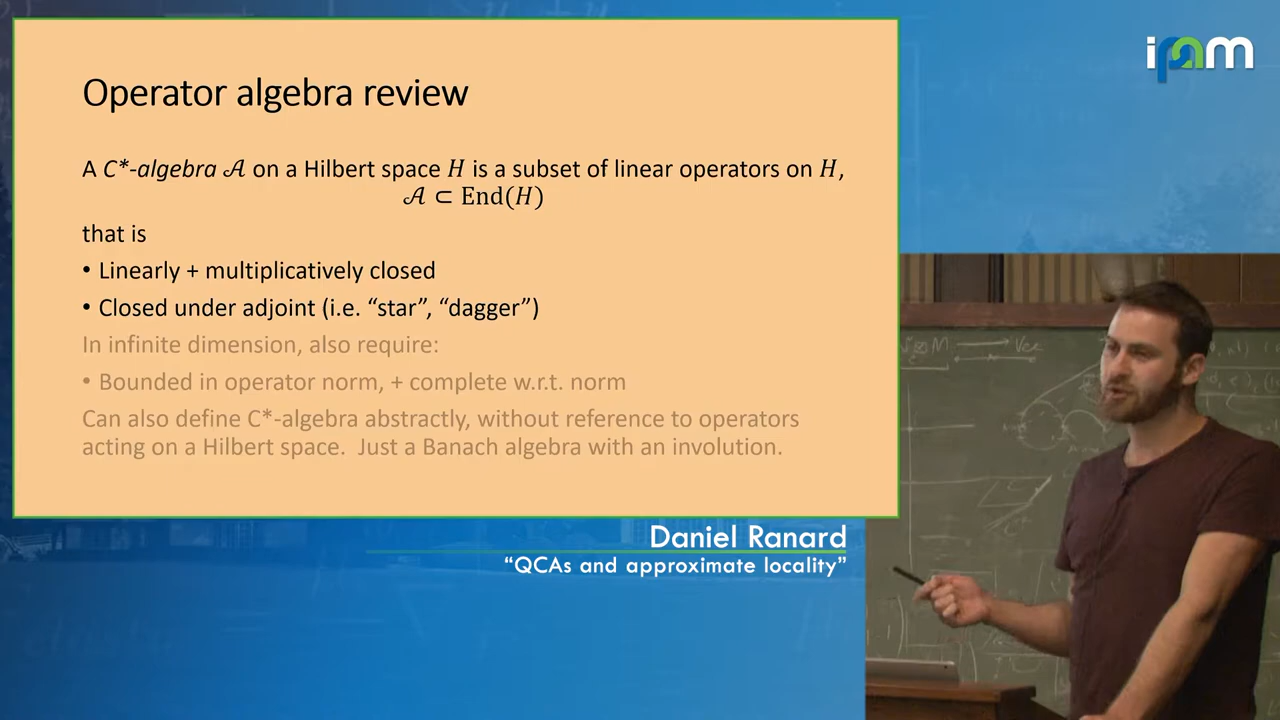 ipam
Operator algebra review
A C*-algebra 𝒜 on a Hilbert space H is a subset of linear operators on H,
𝒜 ⊂ End(H)
that is
• Linearly + multiplicatively closed
• Closed under adjoint (i.e. “star”, “dagger”)
In infinite dimension, also require:
• Bounded in operator norm, + complete w.r.t. norm
Can also define C*-algebra abstractly, without reference to operators
acting on a Hilbert space. Just a Banach algebra with an involution.
Daniel Ranard
“QCAs and approximate locality”